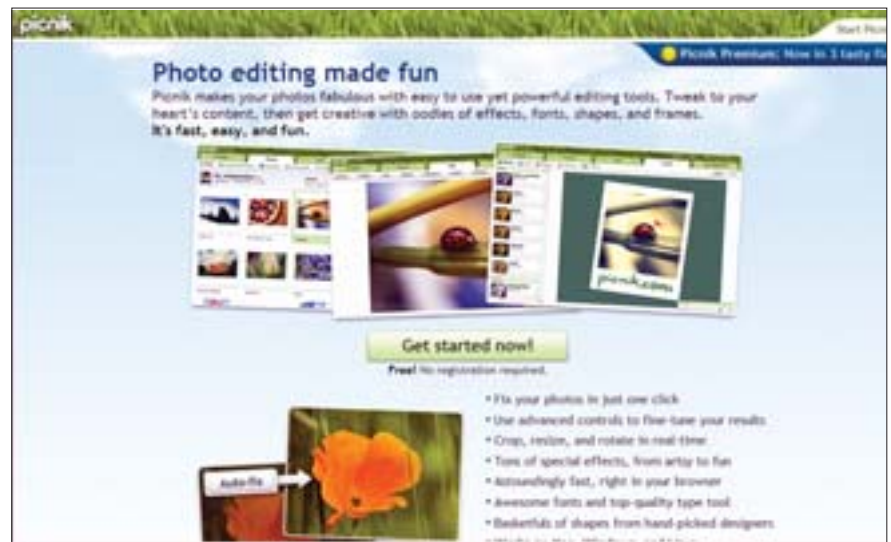 picnik
Start Picnik
Picnik Premium: Now in 3 tasty
Photo editing made fun
Picnik makes your photos fabulous with easy to use yet powerful editing tools. Tweak to your
heart's content, then get creative with oodles of effects, fonts, shapes, and frames.
It's fast, easy, and fun.
picnik.com
Get started now!
Free! No registration required.
• Fix your photos in just one click
• Use advanced controls to fine-tune your results
• Crop, resize, and rotate in real-time
• Tons of special effects, from artsy to fun
Auto-fix
• Astoundingly fast, right in your browser
• Awesome fonts and top-quality type tool
• Basketfuls of shapes from hand-picked designers